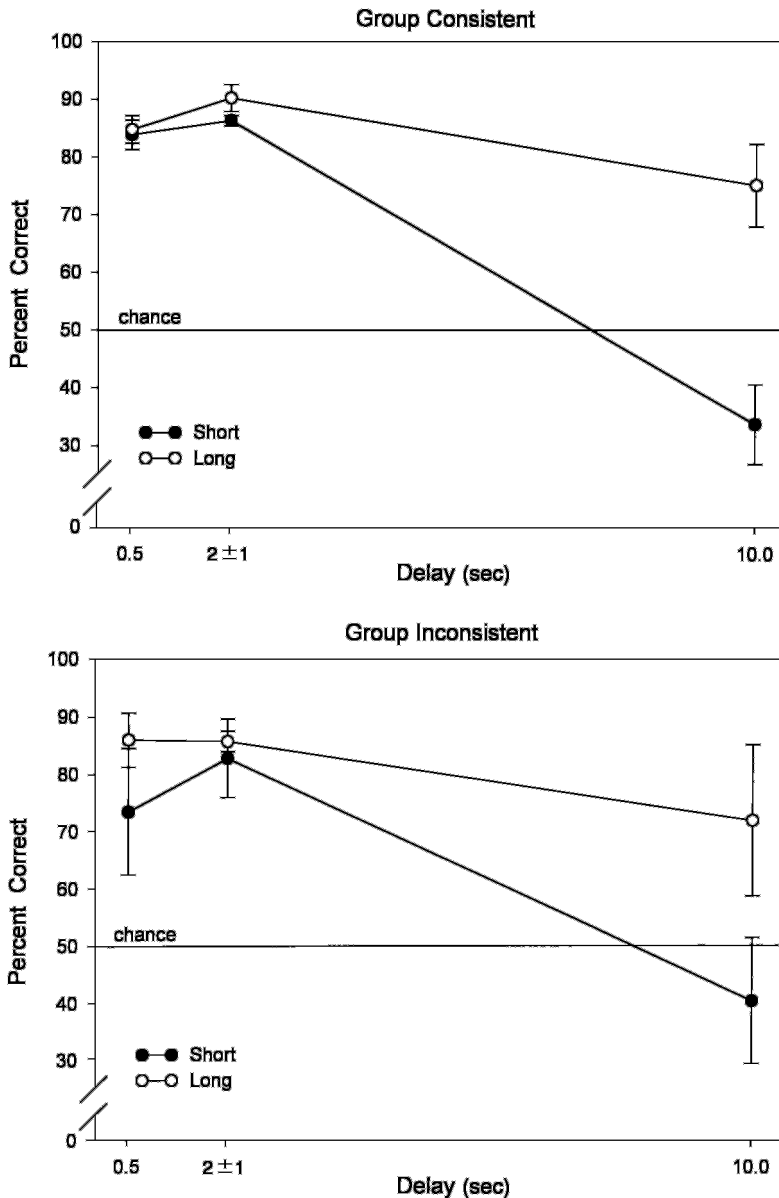 Group Consistent
100
90
80
70
60
50
40
30
0
Percent Correct
chance
Short
Long
0.5
2±1
10.0
Delay (sec)
Group Inconsistent
100
90
80
70
60
50
40
30
0
Percent Correct
chance
Short
Long
0.5
2±1
10.0
Delay (sec)